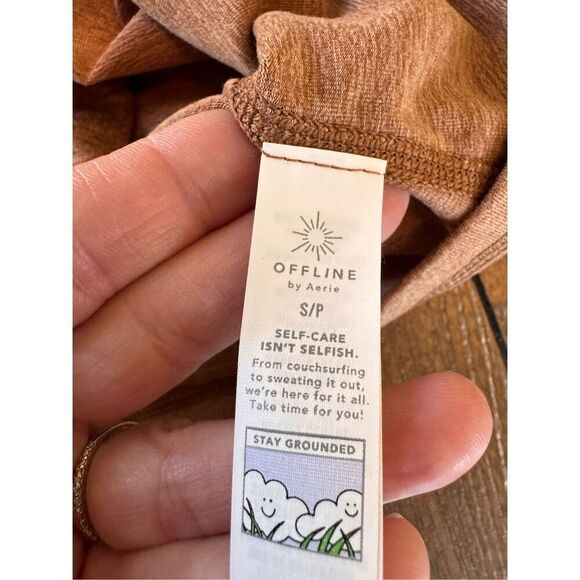 OFFLINE
by Aerie
S/P
SELF-CARE
ISN'T SELFISH.
From couchsurfing
to sweating it out,
we're here for it all.
Take time for you!
STAY GROUNDED